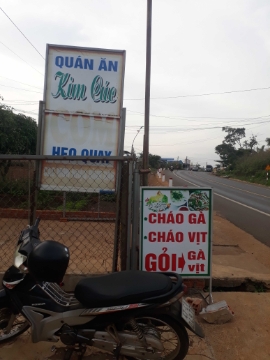 QUÁN ĂN
Kim Cúc
HEO QUAY
• CHÁO GÀ
• CHÁO VỊT
GỎI GÀ
vịt